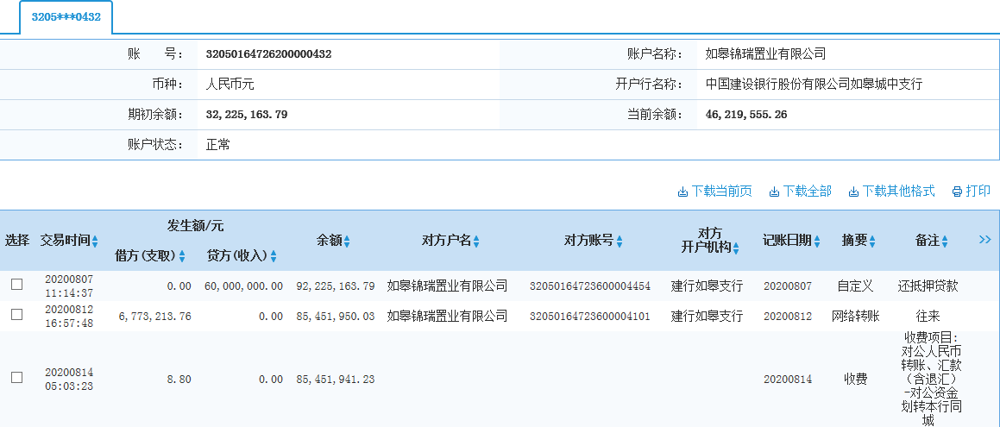 3205***0432
账 号： 32050164726200000432 账户名称： 如皋锦瑞置业有限公司
币种： 人民币元 开户行名称： 中国建设银行股份有限公司如皋城中支行
期初余额： 32,225,163.79 当前余额： 46,219,555.26
账户状态： 正常
下载当前页 下载全部 下载其他格式 打印
选择 交易时间 发生额/元 余额 对方户名 对方账号 对方 记账日期 摘要 备注 >>
开户机构
借方(支取) 贷方(收入)
20200807 0.00 60,000,000.00 92,225,163.79 如皋锦瑞置业有限公司 32050164723600004454 建行如皋支行 20200807 自定义 还抵押贷款
11:14:37
20200812 6,773,213.76 0.00 85,451,950.03 如皋锦瑞置业有限公司 32050164723600004101 建行如皋支行 20200812 网络转账 往来
16:57:48
收费项目:
对公人民币
转账、汇款
20200814 8.80 0.00 85,451,941.23 20200814 收费 （含退汇）
05:03:23
-对公资金
划转本行同
城